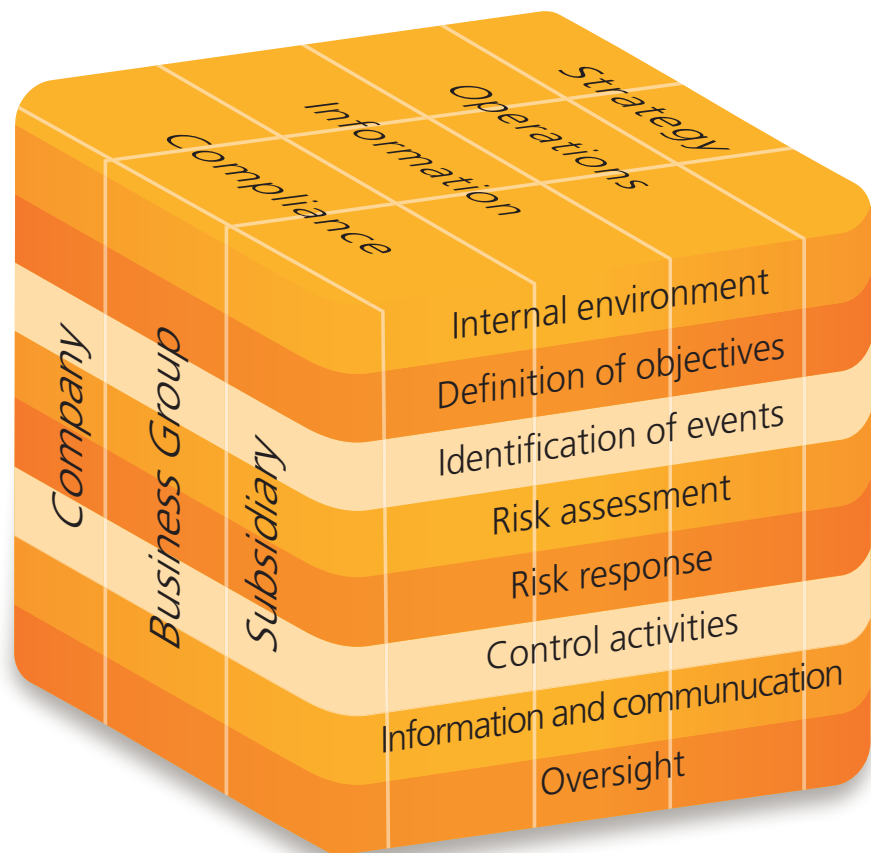 Strategy
Operations
Information
Compliance
Company
Business Group
Subsidiary
Internal environment
Definition of objectives
Identification of events
Risk assessment
Risk response
Control activities
Information and communucation
Oversight